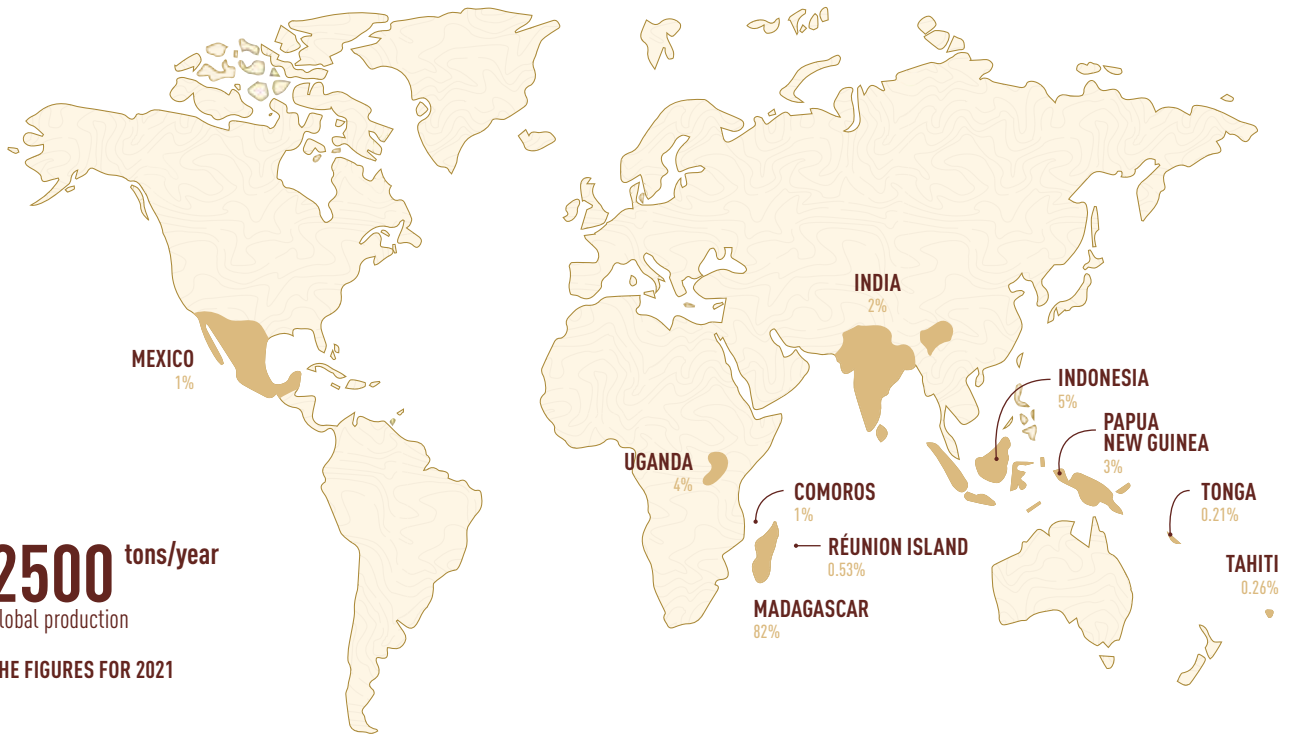 INDIA
2%
MEXICO
1%
INDONESIA
5%
PAPUA
NEW GUINEA
3%
UGANDA
4%
COMOROS
1%
TONGA
0.21%
RÉUNION ISLAND
0.53%
TAHITI
0.26%
MADAGASCAR
82%
2500 tons/year
lobal production
HE FIGURES FOR 2021